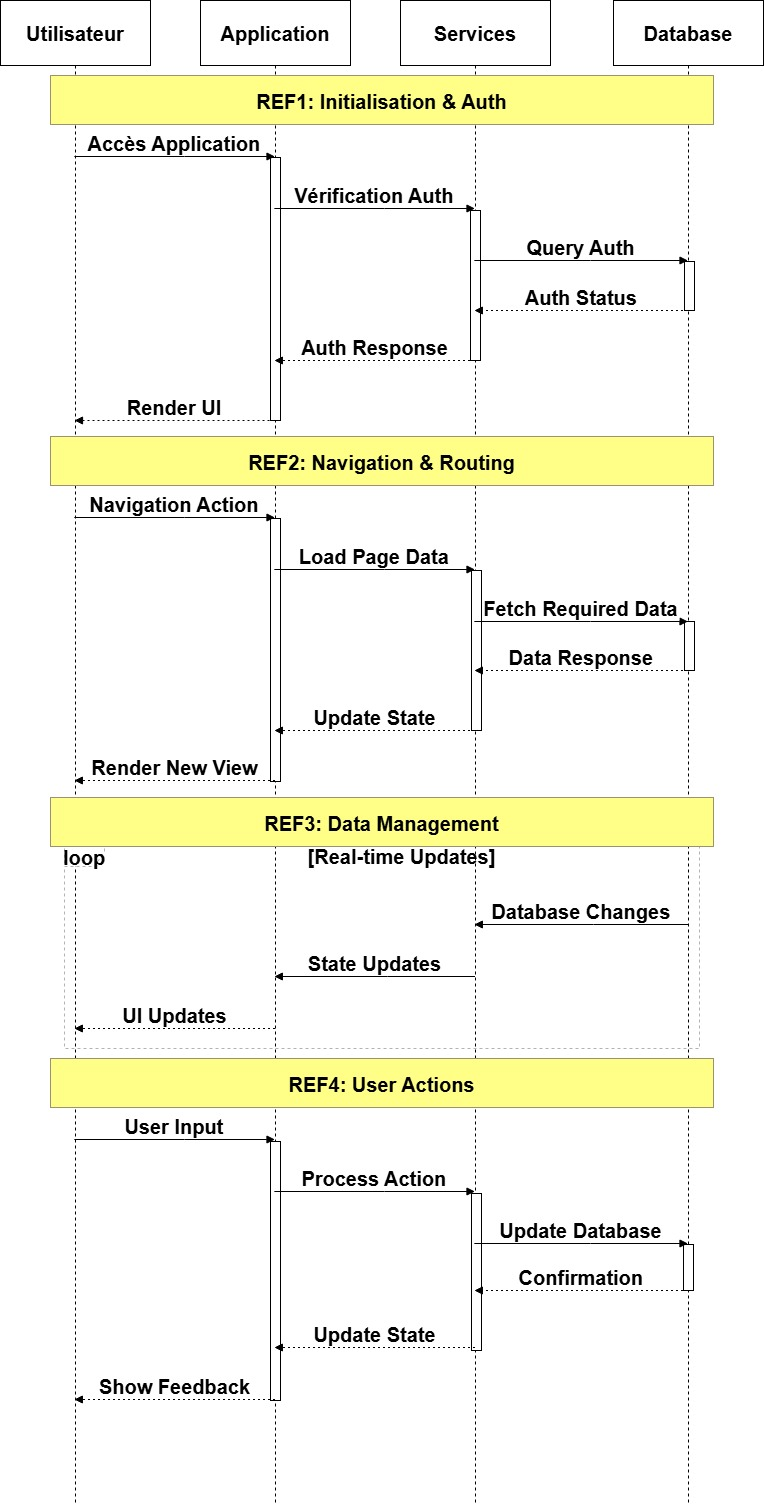 Utilisateur
Application
Services
Database
REF1: Initialisation & Auth
Accès Application
Vérification Auth
Query Auth
Auth Status
Auth Response
Render UI
REF2: Navigation & Routing
Navigation Action
Load Page Data
Fetch Required Data
Data Response
Update State
Render New View
REF3: Data Management
loop
[Real-time Updates]
Database Changes
State Updates
UI Updates
REF4: User Actions
User Input
Process Action
Update Database
Confirmation
Update State
Show Feedback